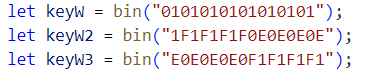 let keyW = bin("0101010101010101");
let keyW2 = bin("1F1F1F1F0E0E0E0E");
let keyW3 = bin("E0E0E0E0F1F1F1F1");